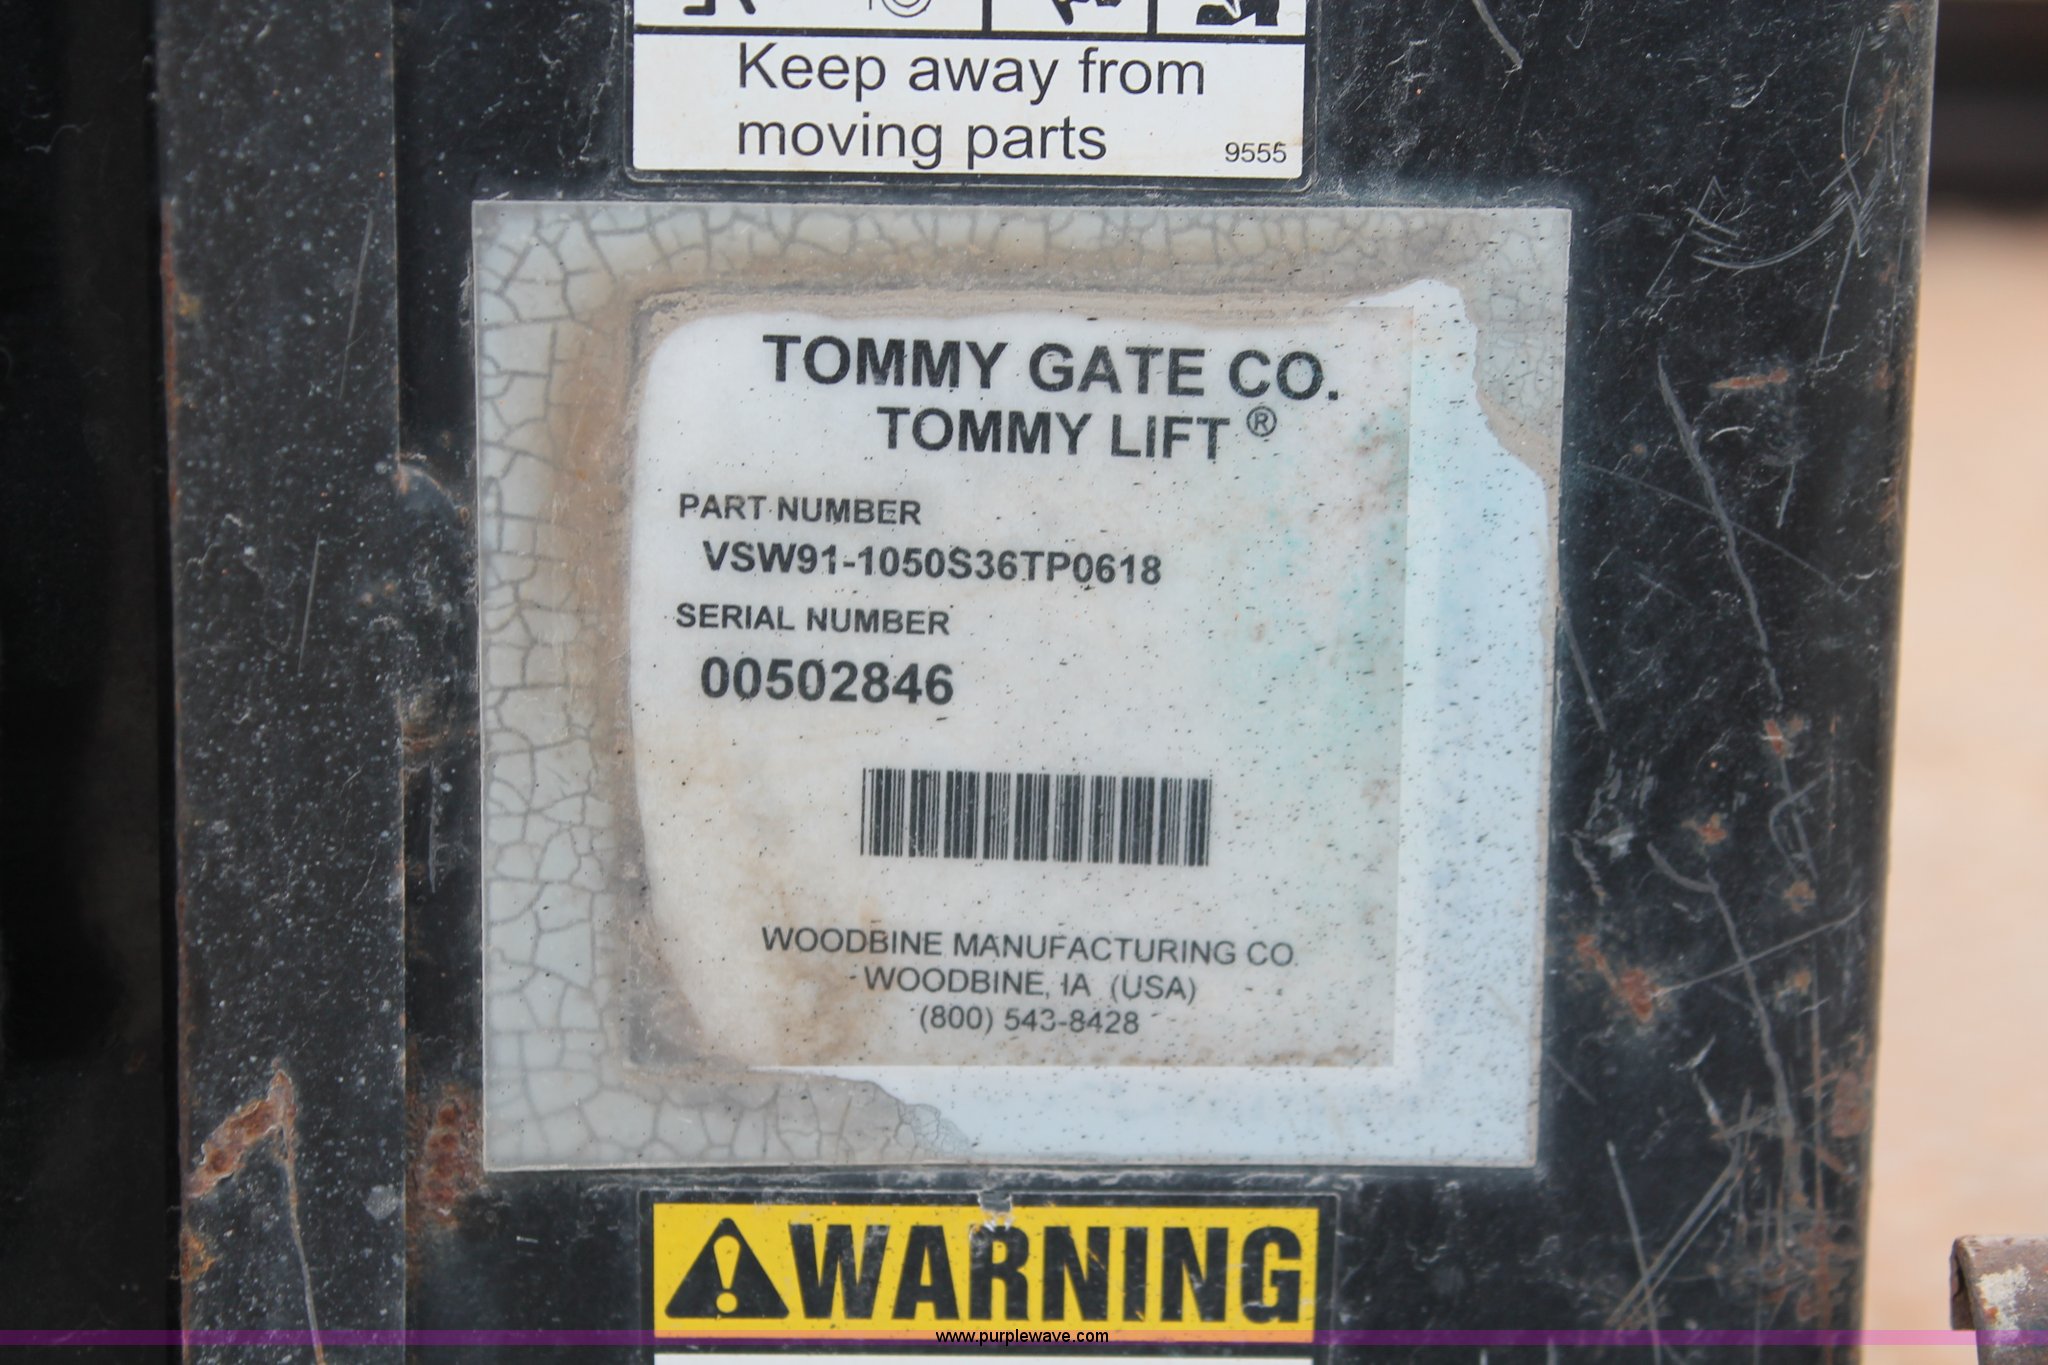 Keep away from
moving parts
9555
TOMMY GATE CO.
TOMMY LIFT ®
PART NUMBER
VSW91-1050S36TP0618
SERIAL NUMBER
00502846
WOODBINE MANUFACTURING CO.
WOODBINE, IA (USA)
(800) 543-8428
WARNING
www.purplewave.com